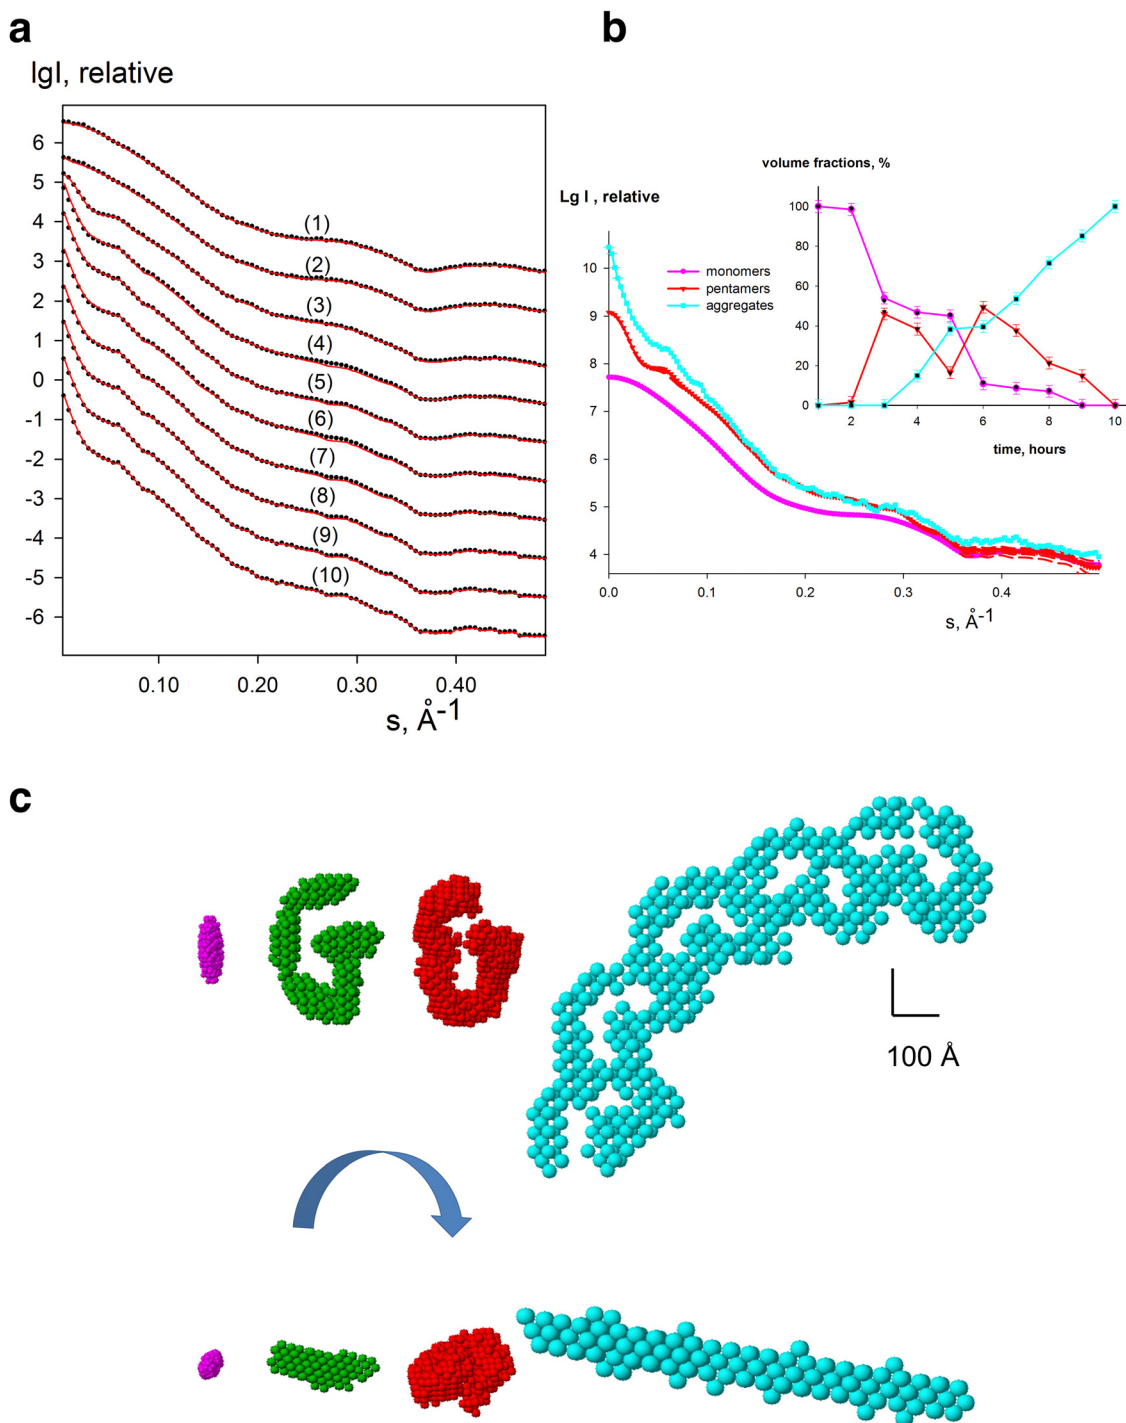 a
lgI, relative
6
5
4
3
2
1
0
-1
-2
-3
-4
-5
-6
(1)
(2)
(3)
(4)
(5)
(6)
(7)
(8)
(9)
(10)
0.10 0.20 0.30 0.40
s, Å-1
b
volume fractions, %
100
80
60
40
20
0
2 4 6 8 10
time, hours
Lg I , relative
10
9
8
7
6
5
4
monomers
pentamers
aggregates
0.0 0.1 0.2 0.3 0.4
s, Å-1
c
100 Å